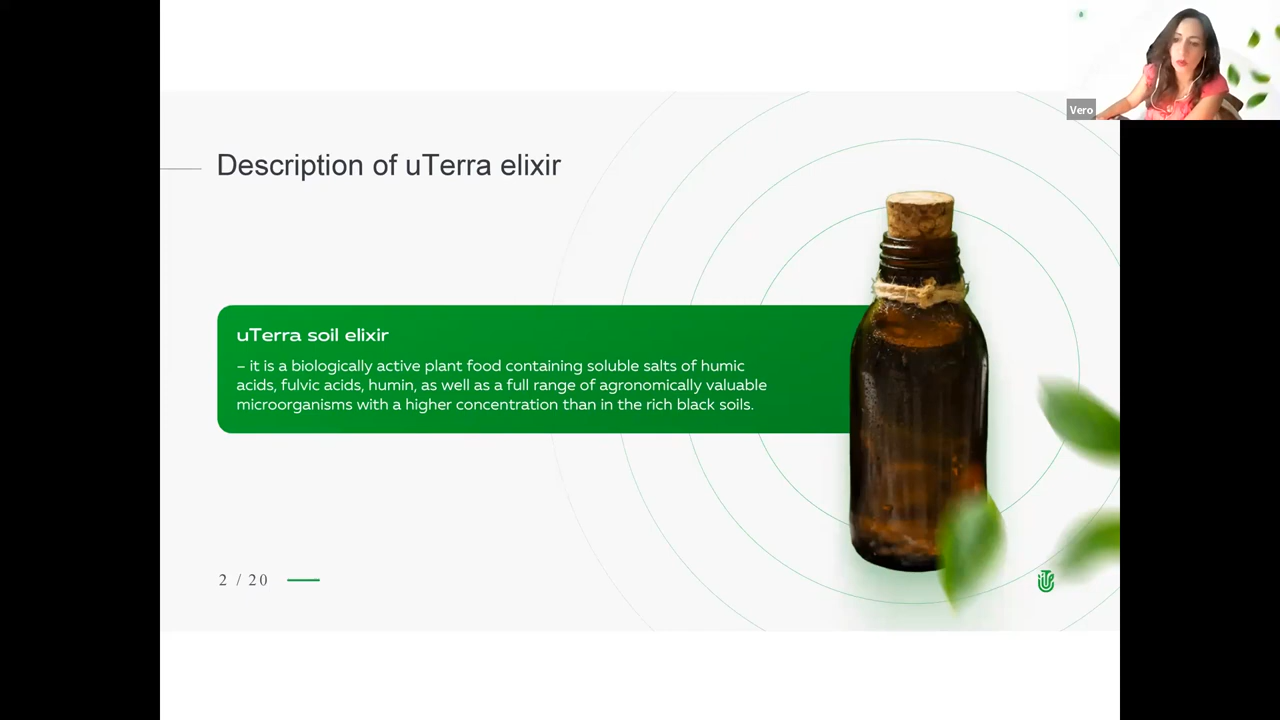 Vero
Description of uTerra elixir
uTerra soil elixir
– it is a biologically active plant food containing soluble salts of humic
acids, fulvic acids, humin, as well as a full range of agronomically valuable
microorganisms with a higher concentration than in the rich black soils.
2 / 20